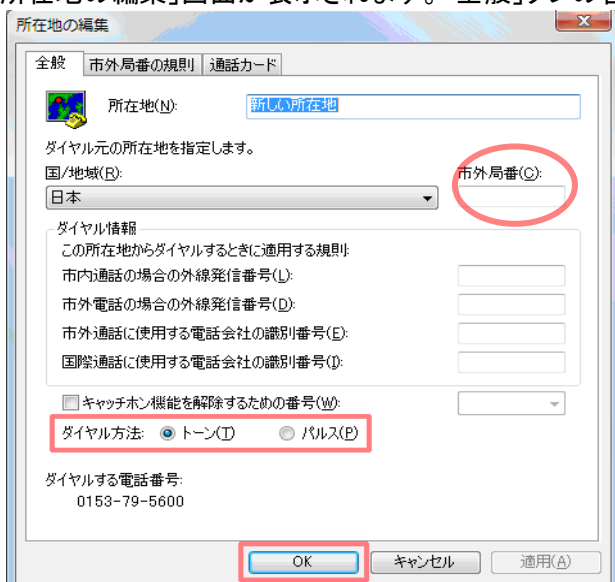 所在地の編集
全般 市外局番の規則 通話カード
所在地(N): 新しい所在地
ダイヤル元の所在地を指定します。
国/地域(R): 市外局番(C):
日本
ダイヤル情報
この所在地からダイヤルするときに適用する規則:
市内通話の場合の外線発信番号(L):
市外電話の場合の外線発信番号(D):
市外通話に使用する電話会社の識別番号(E):
国際通話に使用する電話会社の識別番号(I):
キャッチホン機能を解除するための番号(W):
ダイヤル方法: トーン(T) パルス(P)
ダイヤルする電話番号:
0153-79-5600
OK キャンセル 適用(A)